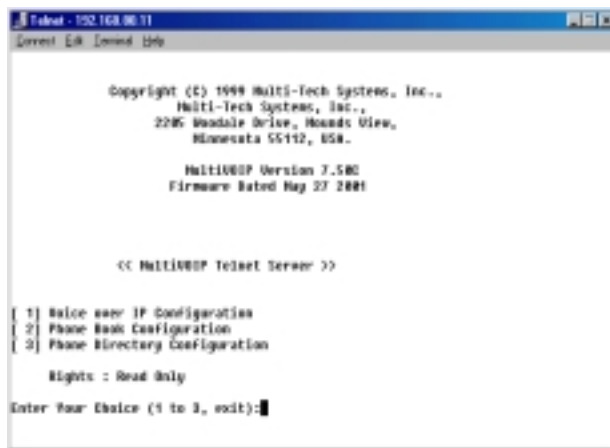 Telnet - 192.168.00.11
Connect Edit Terminal Help
Copyright (C) 1999 Multi-Tech Systems, Inc.,
Multi-Tech Systems, Inc.,
2205 Woodale Drive, Mounds View,
Minnesota 55112, USA.
MultiVOIP Version
Firmware Dated May 27 2001
<< MultiVOIP Telnet Server >>
[ 1] Voice over IP Configuration
[ 2] Phone Book Configuration
[ 3] Phone Directory Configuration
Rights : Read Only
Enter Your Choice (1 to 3, exit):